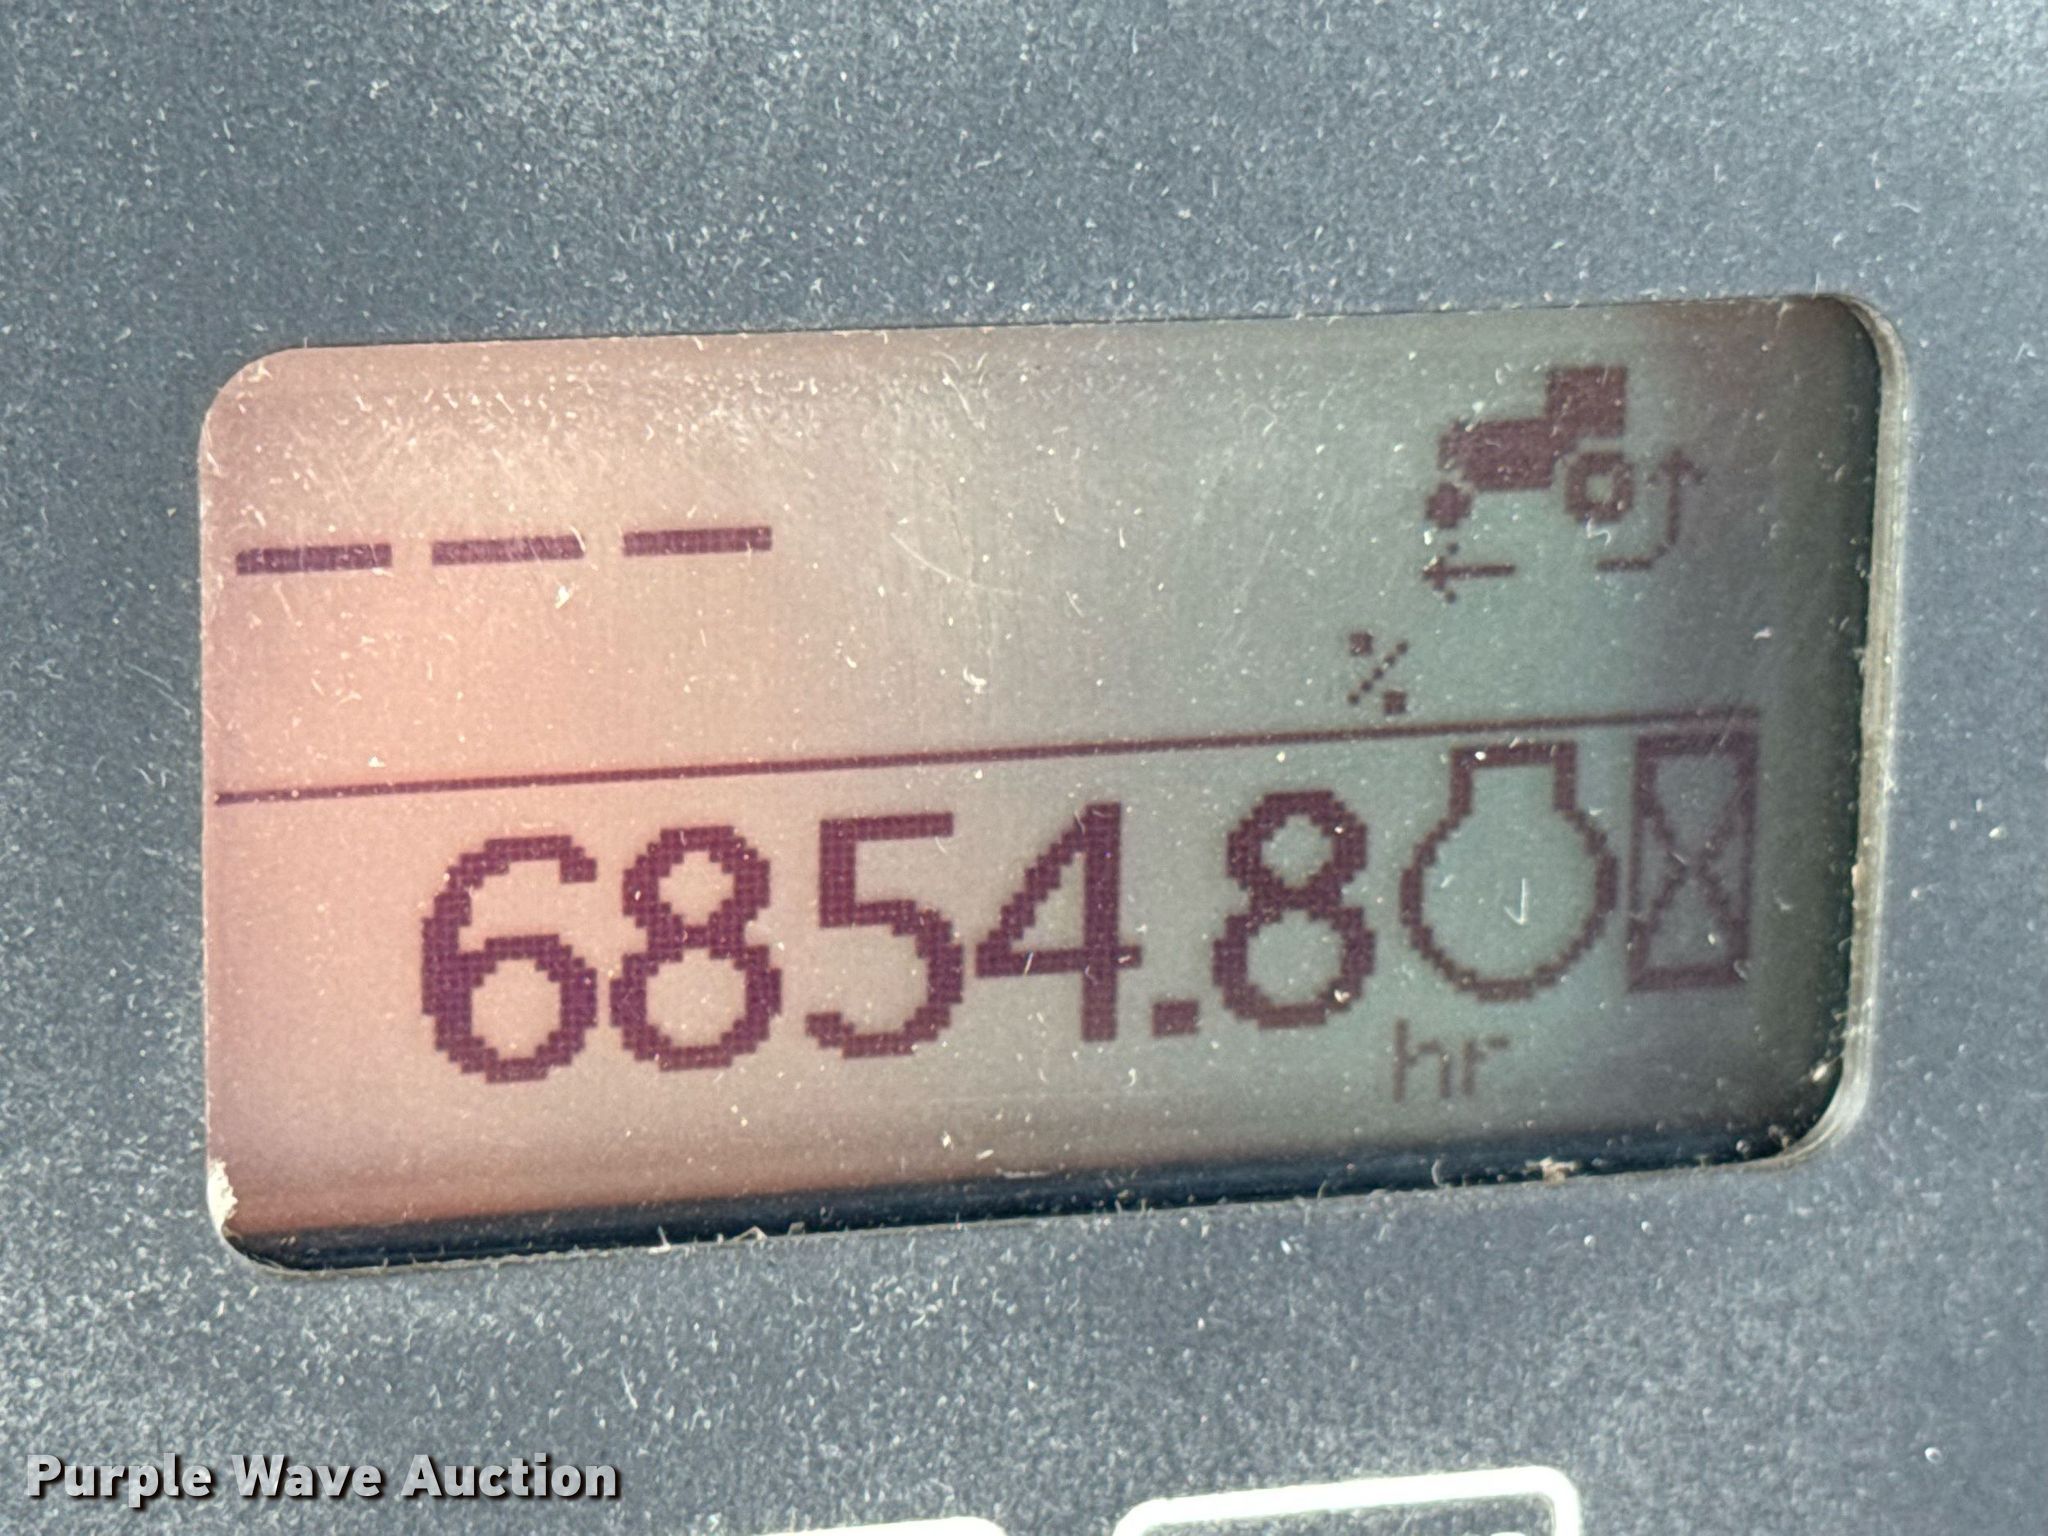 ---
%
6854.8
hr
Purple Wave Auction